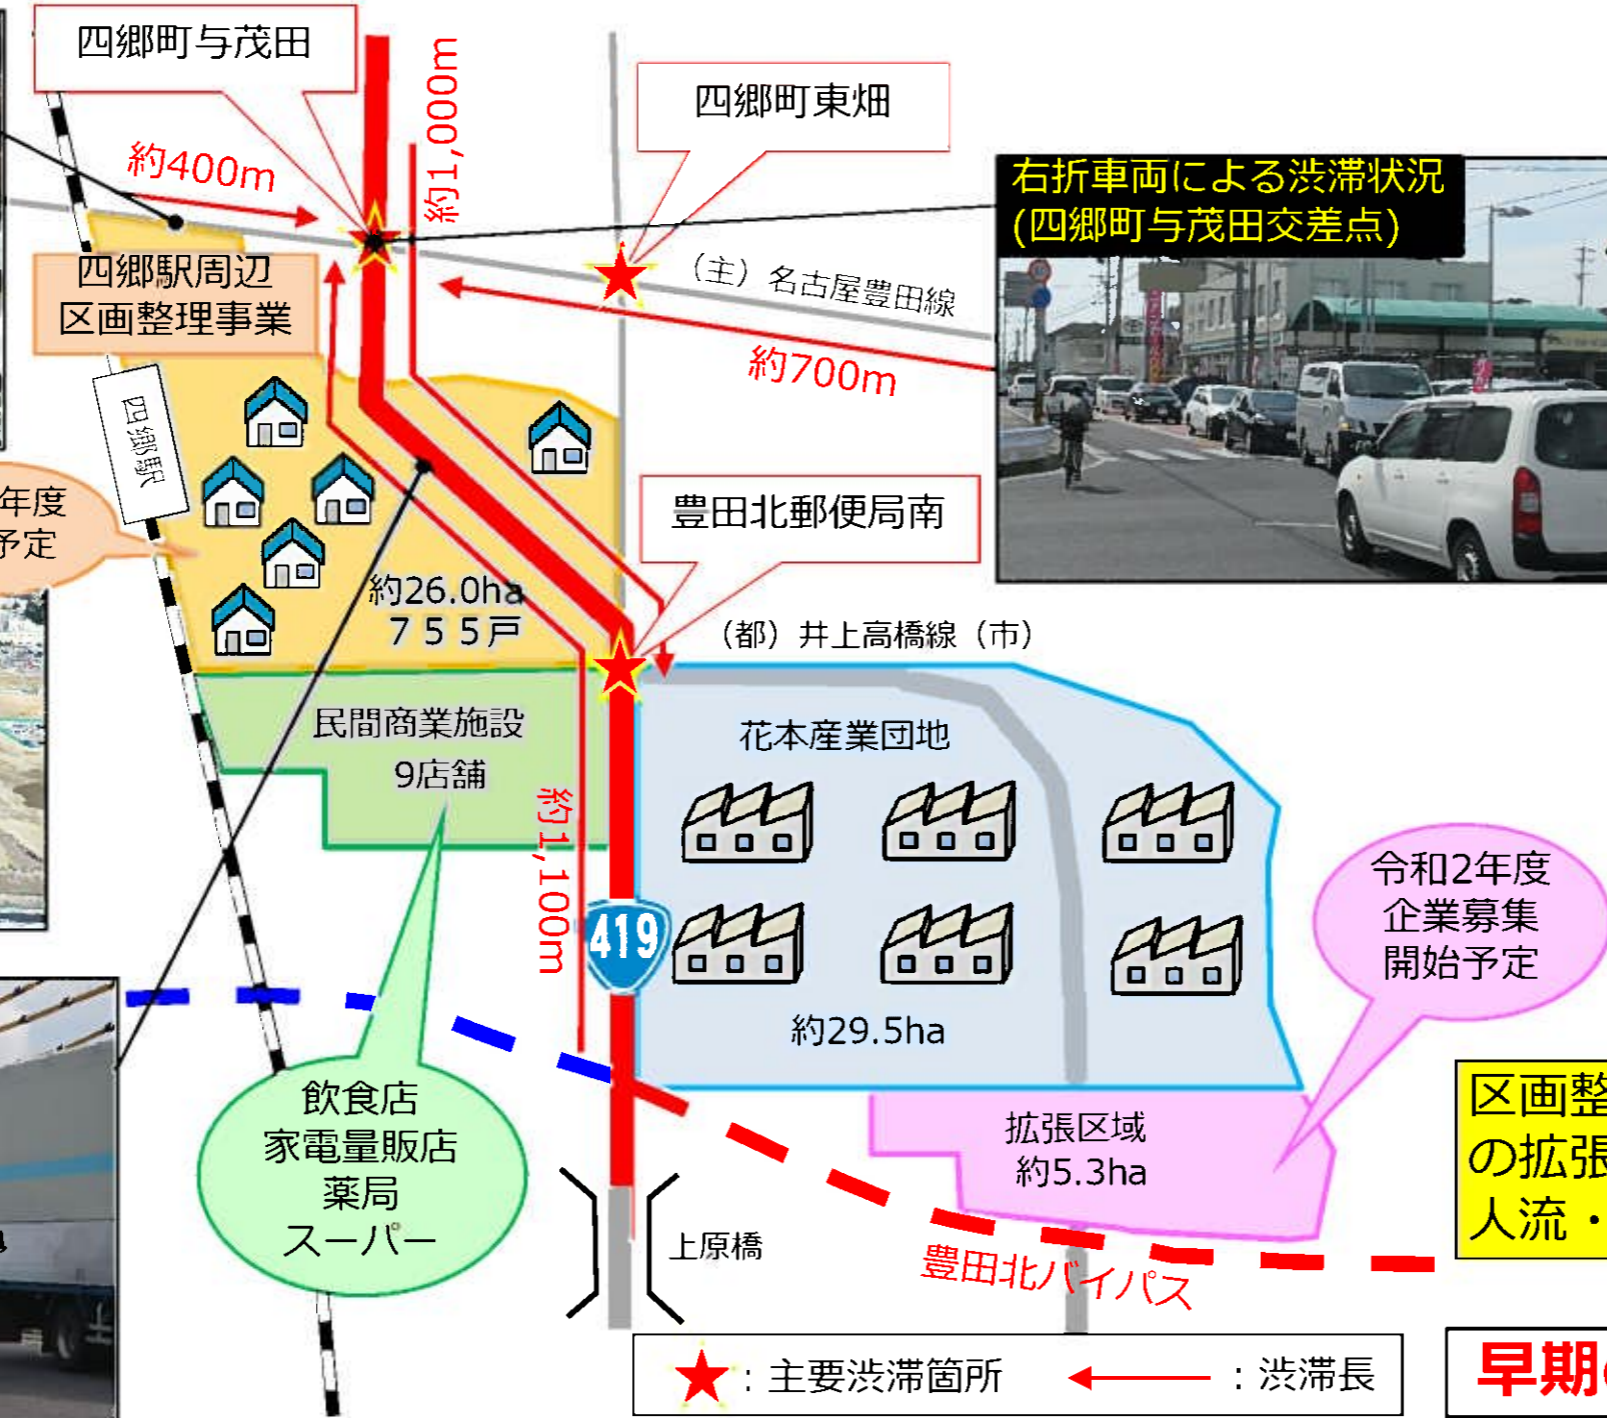 四郷町与茂田
約1,000m
四郷町東畑
約400m
右折車両による渋滞状況
(四郷町与茂田交差点)
四郷駅周辺
区画整理事業
（主）名古屋豊田線
約700m
四郷駅
年度
予定
豊田北郵便局南
約26.0ha
７５５戸
（都）井上高橋線（市）
民間商業施設
9店舗
花本産業団地
約1,100m
419
令和2年度
企業募集
開始予定
約29.5ha
飲食店
家電量販店
薬局
スーパー
拡張区域
約5.3ha
区画整
の拡張
人流・
上原橋
豊田北バイパス
：主要渋滞箇所
：渋滞長
早期